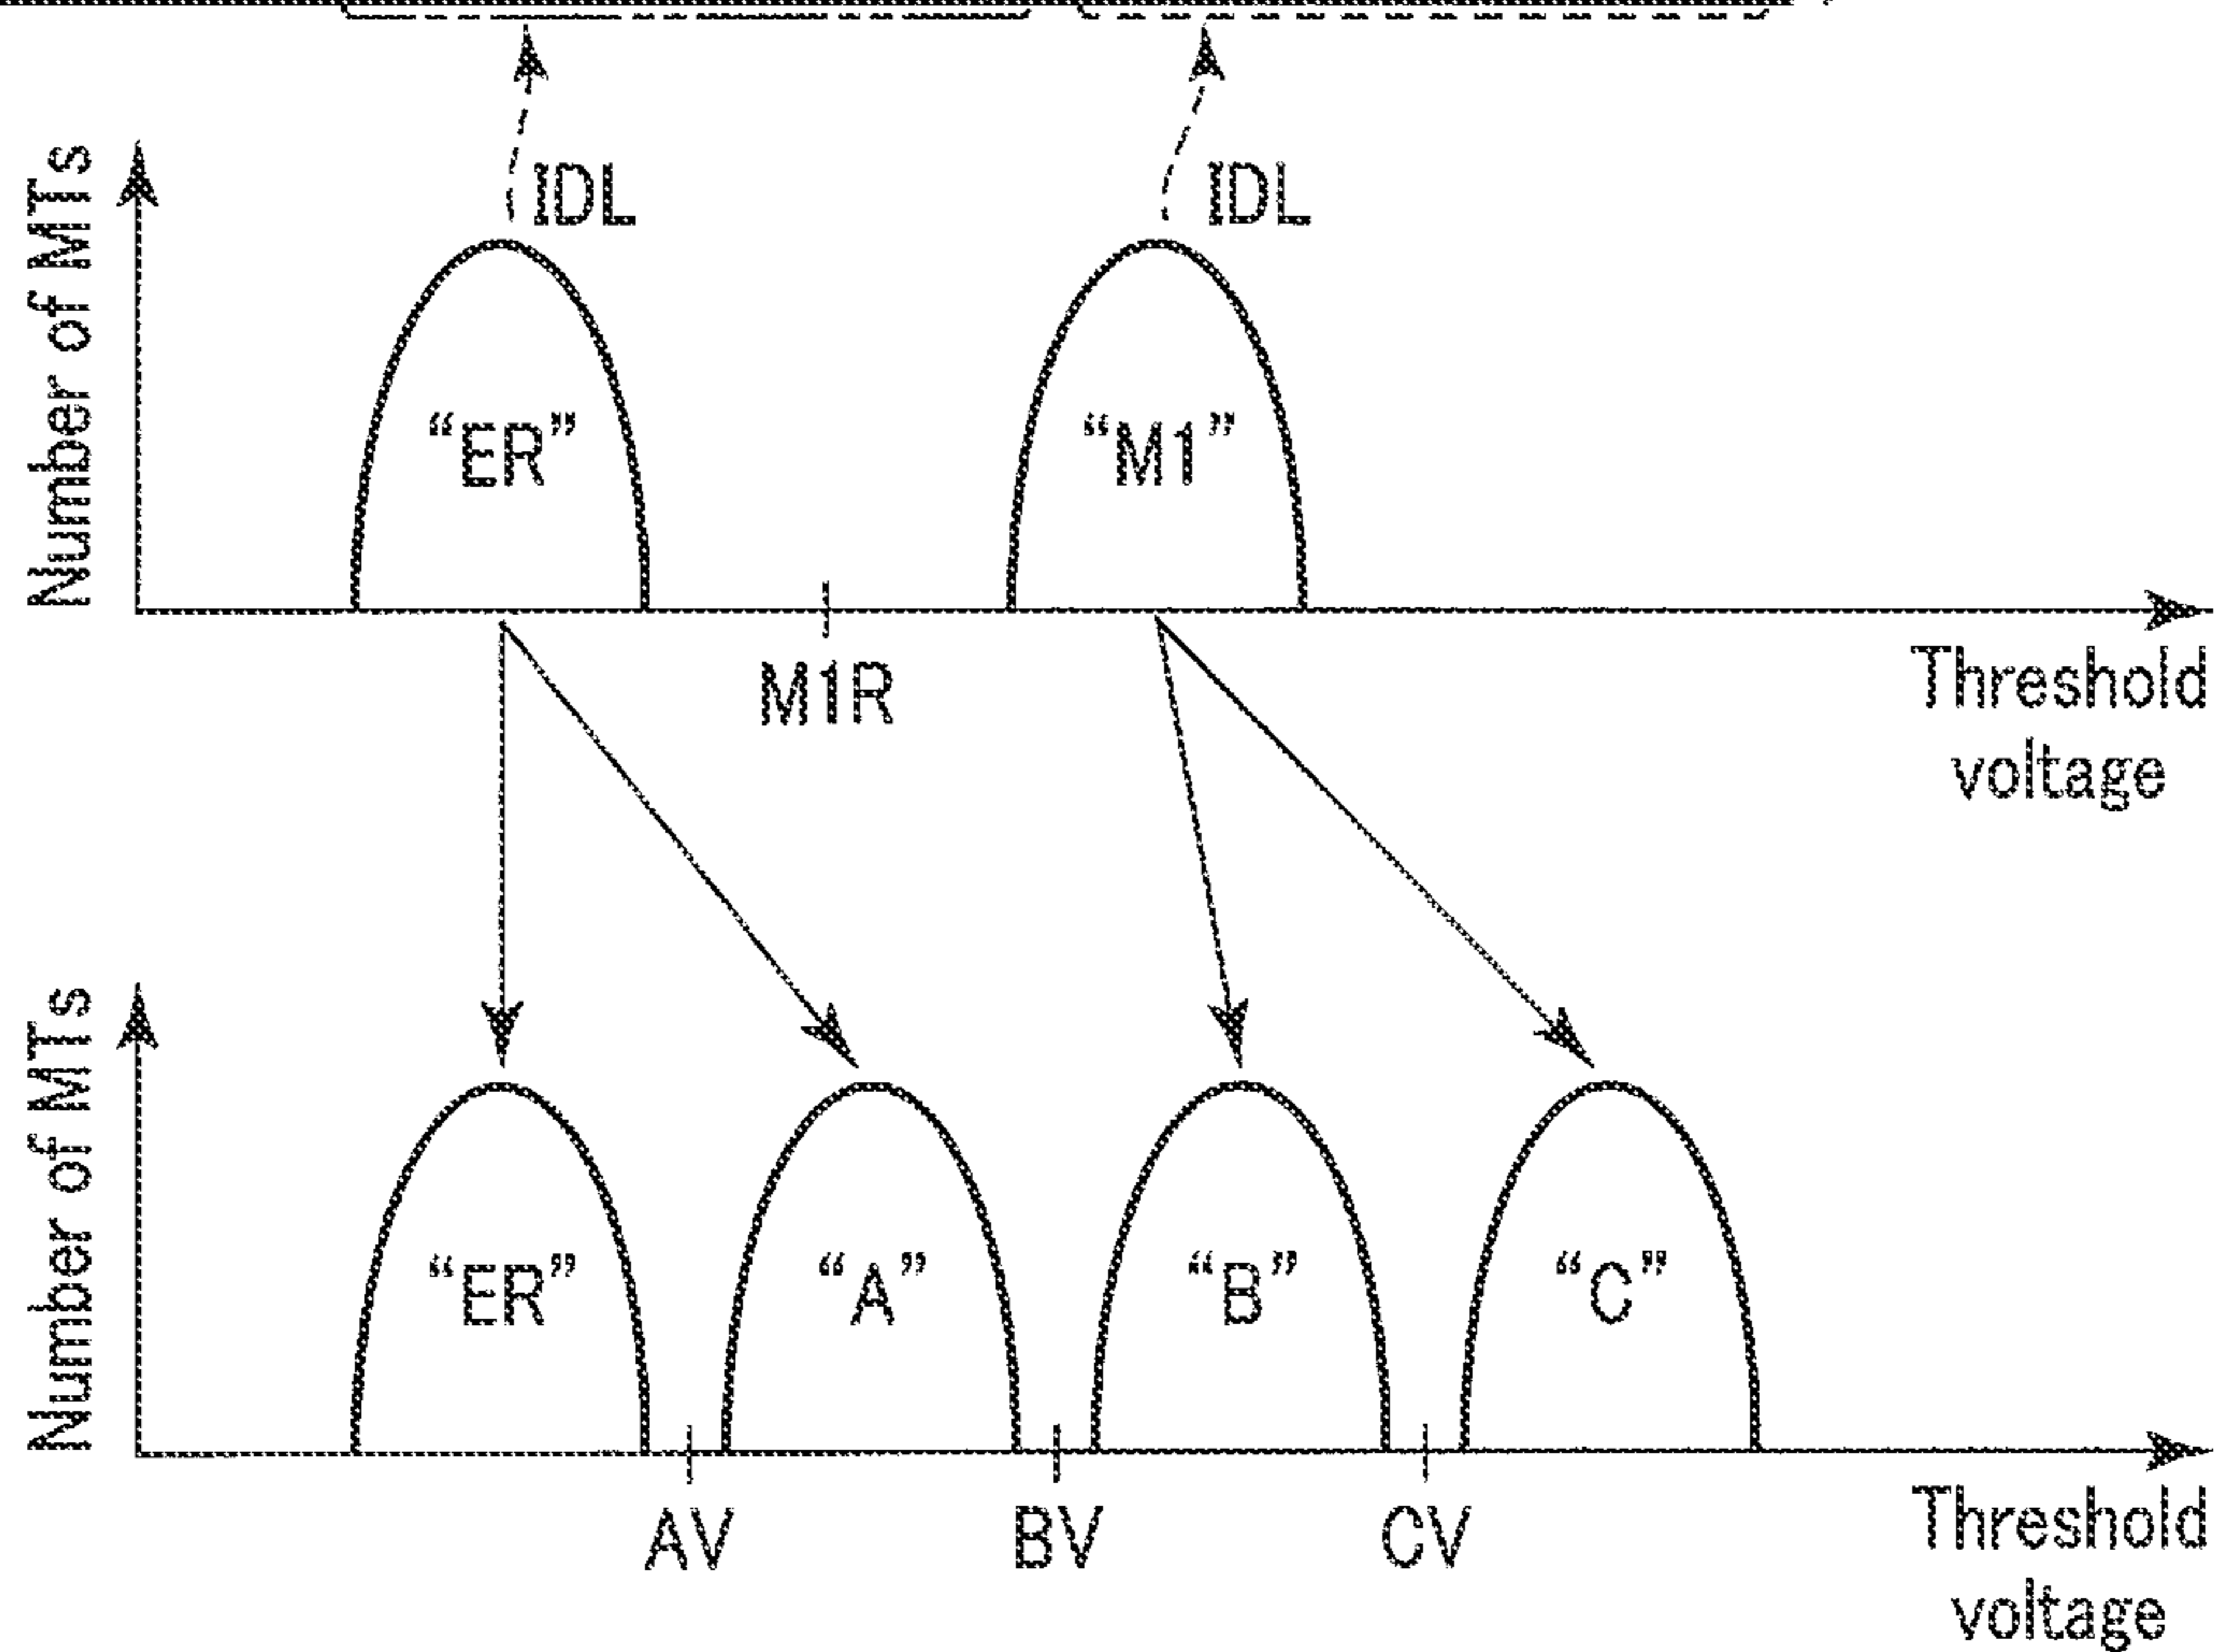 IDL
IDL
Number of MTs
“ER”
“M1”
M1R
Threshold
voltage
Number of MTs
“ER”
“A”
“B”
“C”
AV
BV
CV
Threshold
voltage